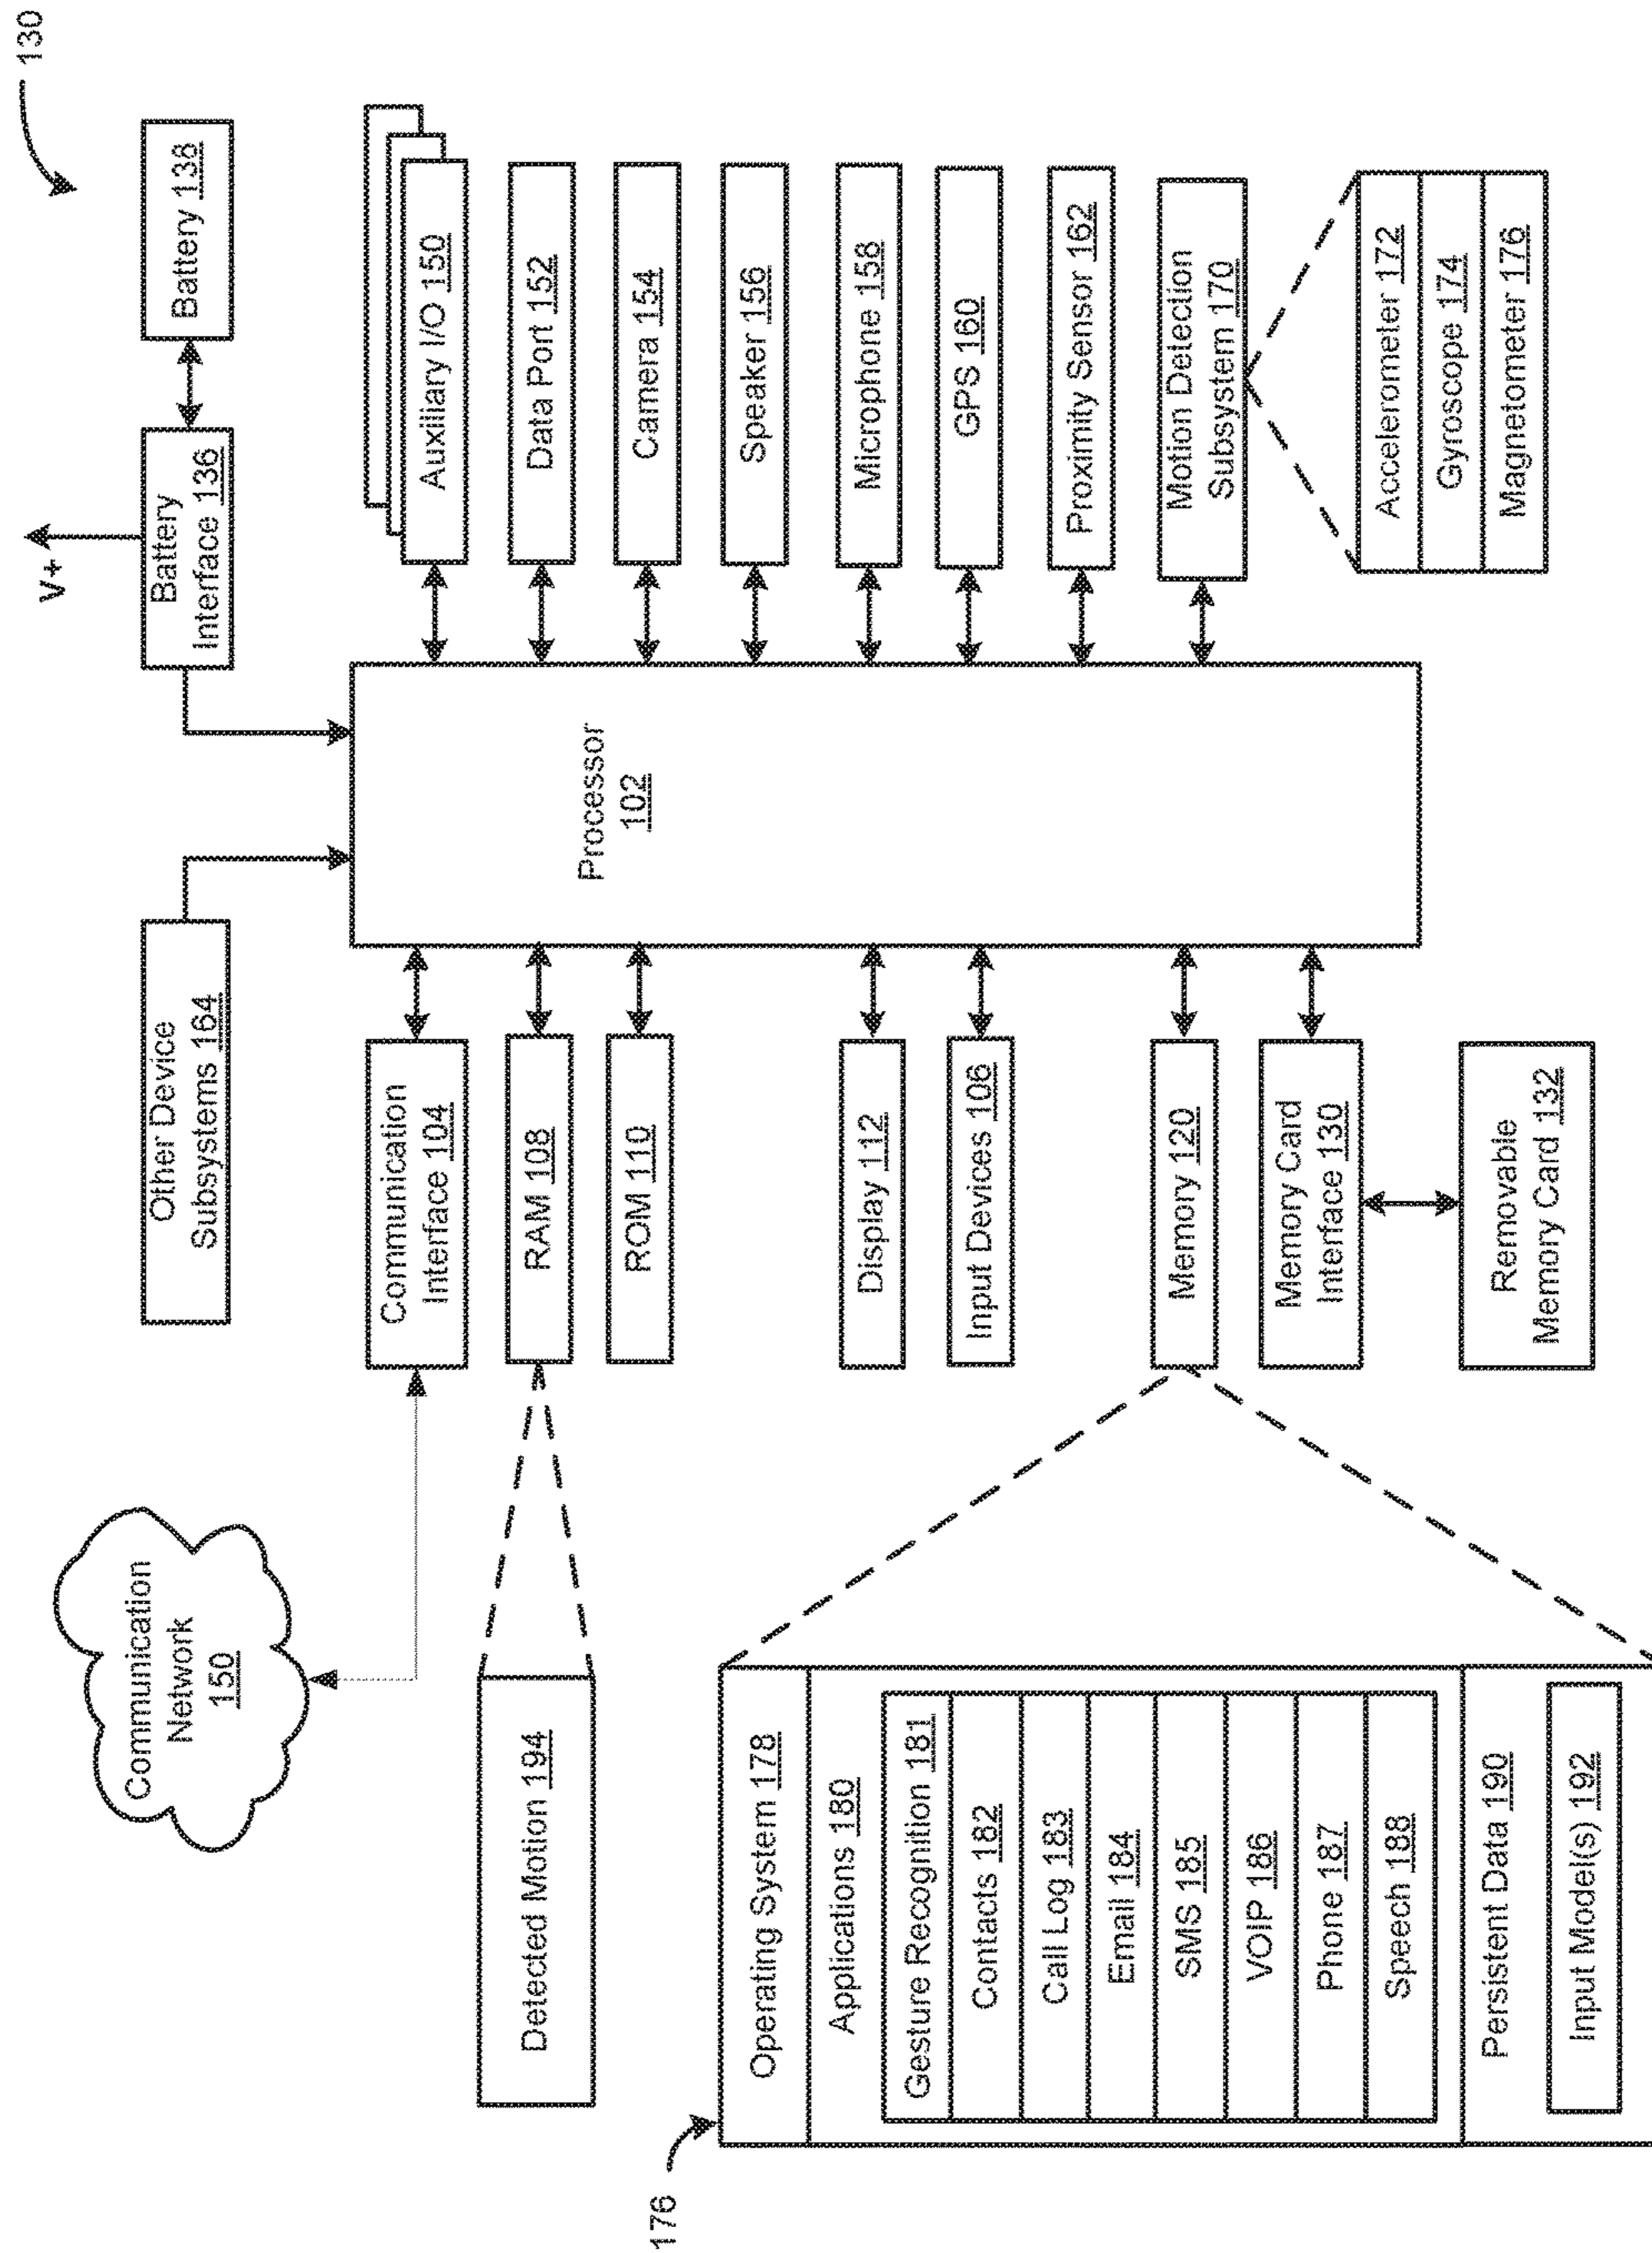 130
V+
Battery
Interface 136
Battery 138
Other Device
Subsystems 164
Communication
Network
150
Communication
Interface 104
RAM 108
ROM 110
Detected Motion 194
Display 112
Input Devices 106
Memory 120
Memory Card
Interface 130
Removable
Memory Card 132
Processor
102
Auxiliary I/O 150
Data Port 152
Camera 154
Speaker 156
Microphone 158
GPS 160
Proximity Sensor 162
Motion Detection
Subsystem 170
Accelerometer 172
Gyroscope 174
Magnetometer 176
176
Operating System 178
Applications 180
Gesture Recognition 181
Contacts 182
Call Log 183
Email 184
SMS 185
VOIP 186
Phone 187
Speech 188
Persistent Data 190
Input Model(s) 192